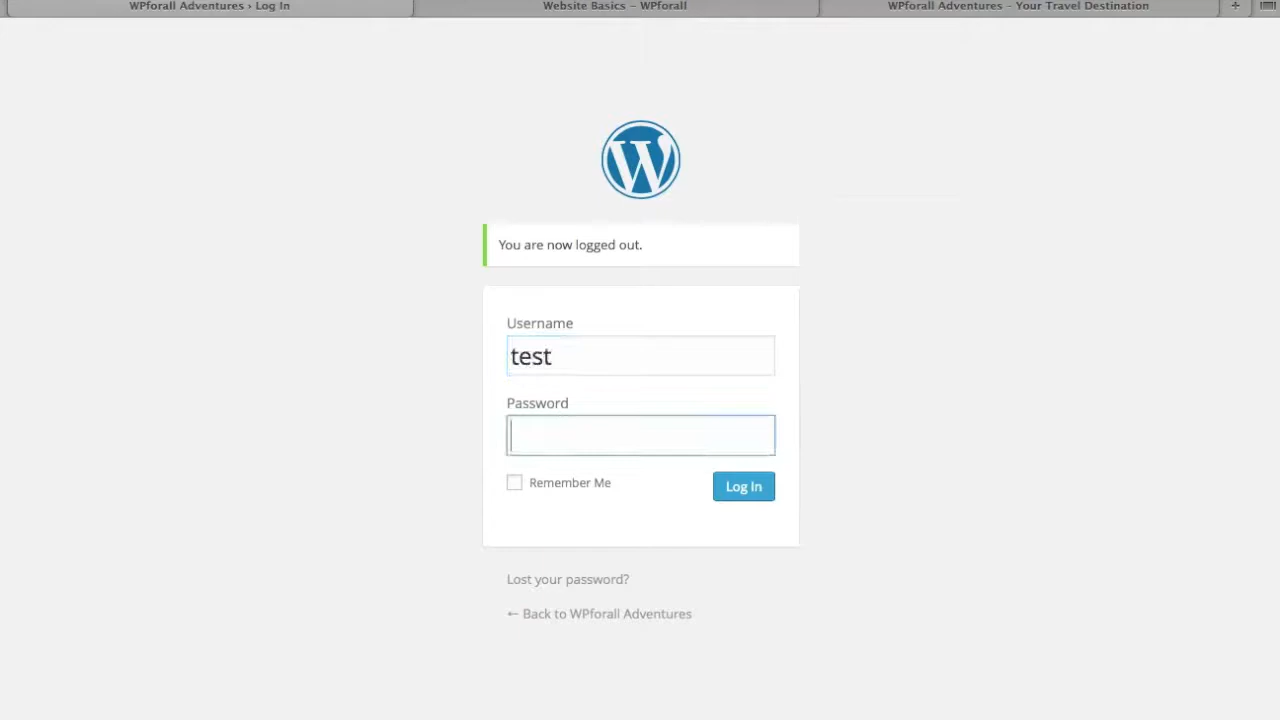 WPforall Adventures › Log In
Website Basics – WPforall
WPforall Adventures – Your Travel Destination
You are now logged out.
Username
test
Password
Remember Me
Log In
Lost your password?
← Back to WPforall Adventures